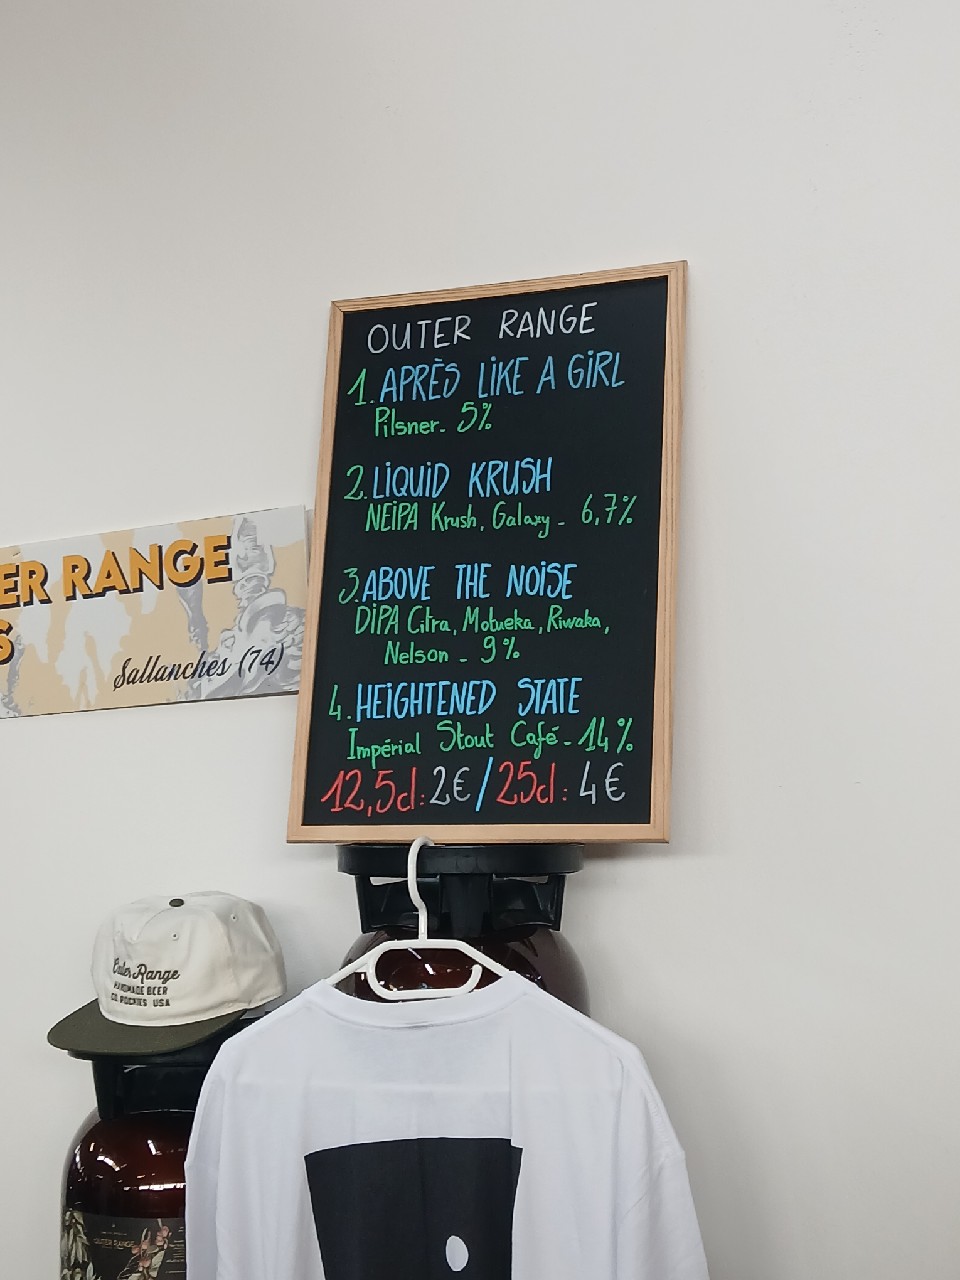 OUTER RANGE
1. APRÈS LIKE A GIRL
Pilsner - 5%
2. LIQUID KRUSH
NEIPA Krush, Galaxy - 6,7%
3. ABOVE THE NOISE
DIPA Citra, Motueka, Riwaka,
Nelson - 9%
4. HEIGHTENED STATE
Impérial Stout Café - 14%
12,5cl: 2€ / 25cl: 4€
ER RANGE
S
Sallanches (74)
Outer Range
HANDMADE BEER
CO ROCKIES USA
OUTER RANGE